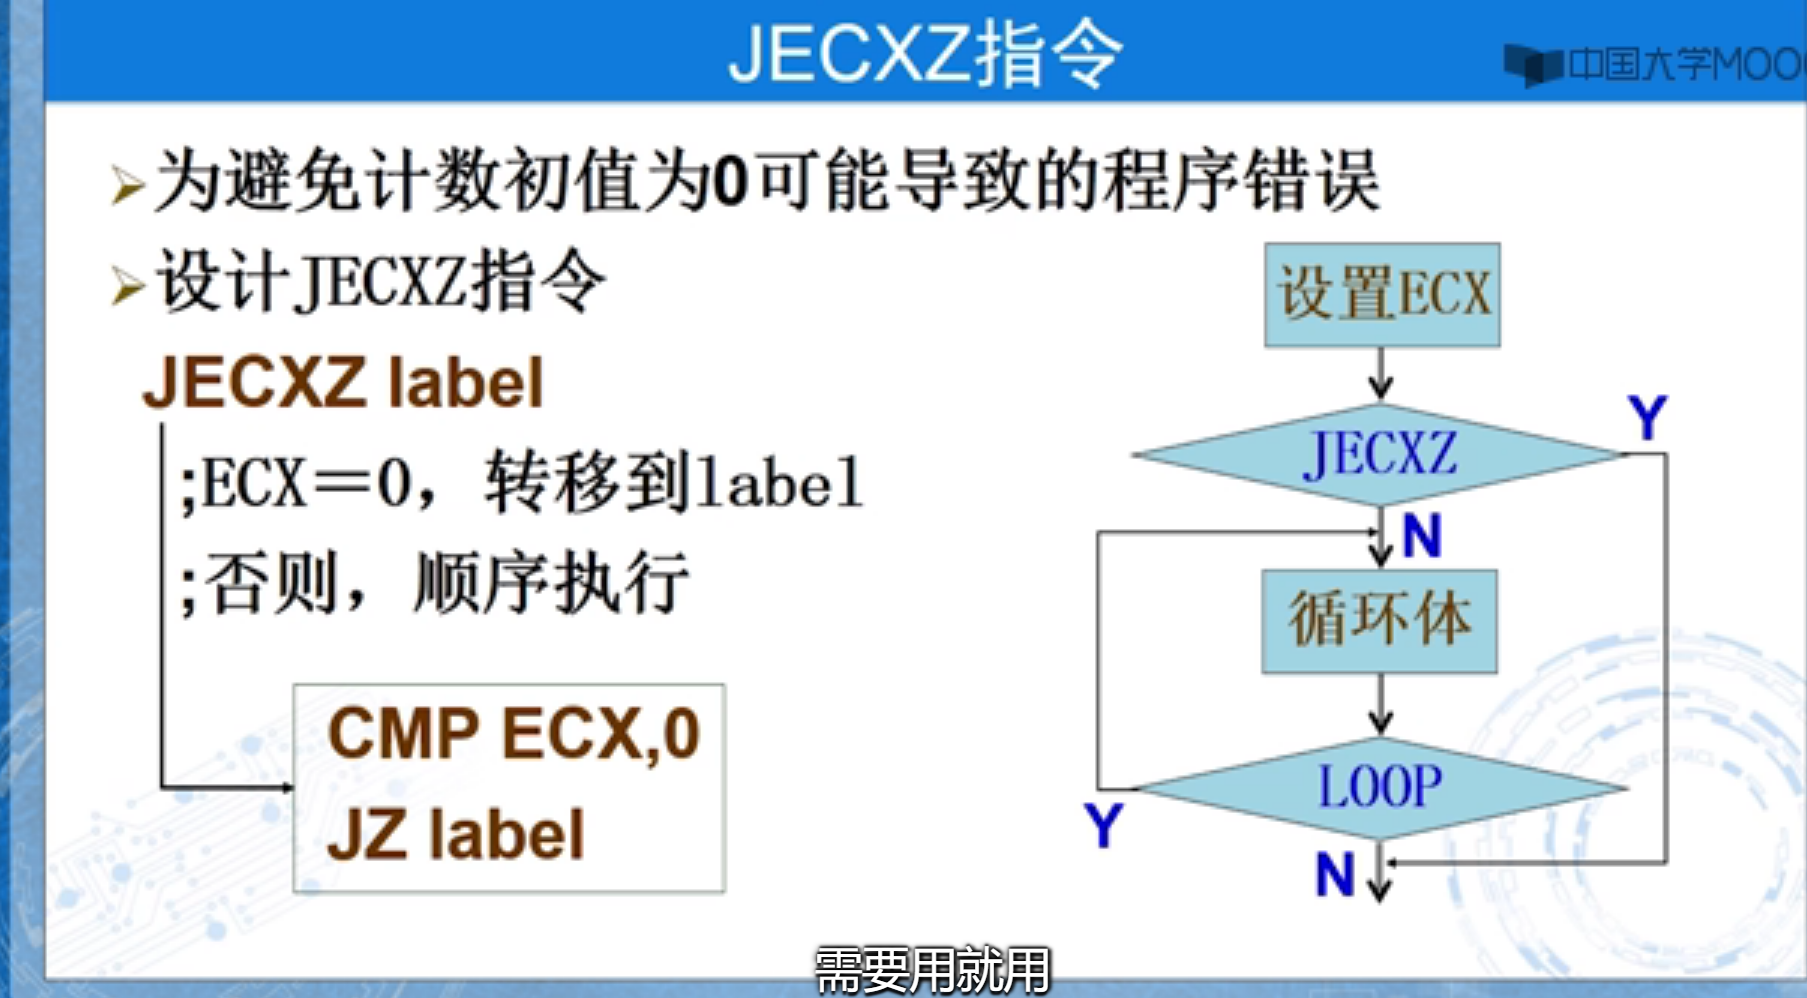 JECXZ指令
中国大学MOO
为避免计数初值为0可能导致的程序错误
设计JECXZ指令
JECXZ label
;ECX＝0，转移到label
;否则，顺序执行
CMP ECX,0
JZ label
设置ECX
JECXZ
Y
N
循环体
LOOP
Y
N
需要用就用